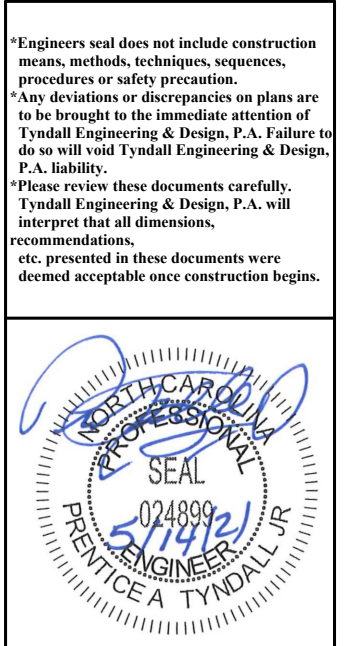 *Engineers seal does not include construction
means, methods, techniques, sequences,
procedures or safety precaution.
*Any deviations or discrepancies on plans are
to be brought to the immediate attention of
Tyndall Engineering & Design, P.A. Failure to
do so will void Tyndall Engineering & Design,
P.A. liability.
*Please review these documents carefully.
Tyndall Engineering & Design, P.A. will
interpret that all dimensions,
recommendations,
etc. presented in these documents were
deemed acceptable once construction begins.
NORTH CAROLINA
PROFESSIONAL
SEAL
024899
5/14/21
ENGINEER
PRENTICE A TYNDALL JR